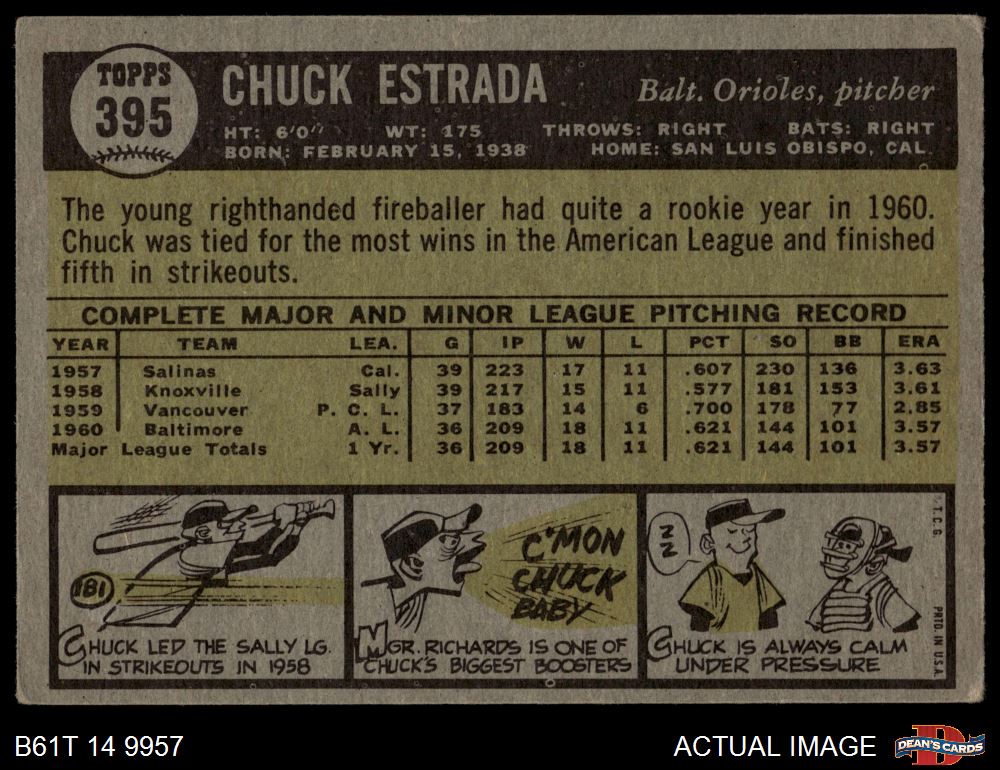 TOPPS
395
CHUCK ESTRADA
Balt. Orioles, pitcher
HT: 6'0" WT: 175 THROWS: RIGHT BATS: RIGHT
BORN: FEBRUARY 15, 1938 HOME: SAN LUIS OBISPO, CAL.
The young righthanded fireballer had quite a rookie year in 1960.
Chuck was tied for the most wins in the American League and finished
fifth in strikeouts.
COMPLETE MAJOR AND MINOR LEAGUE PITCHING RECORD
YEAR TEAM LEA. G IP W L PCT SO BB ERA
1957 Salinas Cal. 39 223 17 11 .607 230 136 3.63
1958 Knoxville Sally 39 217 15 11 .577 181 153 3.61
1959 Vancouver P. C. L. 37 183 14 6 .700 178 77 2.85
1960 Baltimore A. L. 36 209 18 11 .621 144 101 3.57
Major League Totals 1 Yr. 36 209 18 11 .621 144 101 3.57
181
CHUCK LED THE SALLY LG.
IN STRIKEOUTS IN 1958
C'MON
CHUCK
BABY
MGR. RICHARDS IS ONE OF
CHUCK'S BIGGEST BOOSTERS
Z
Z
CHUCK IS ALWAYS CALM
UNDER PRESSURE
T.C.G.
PRTD IN U.S.A.
B61T 14 9957
ACTUAL IMAGE
DEAN'S CARDS